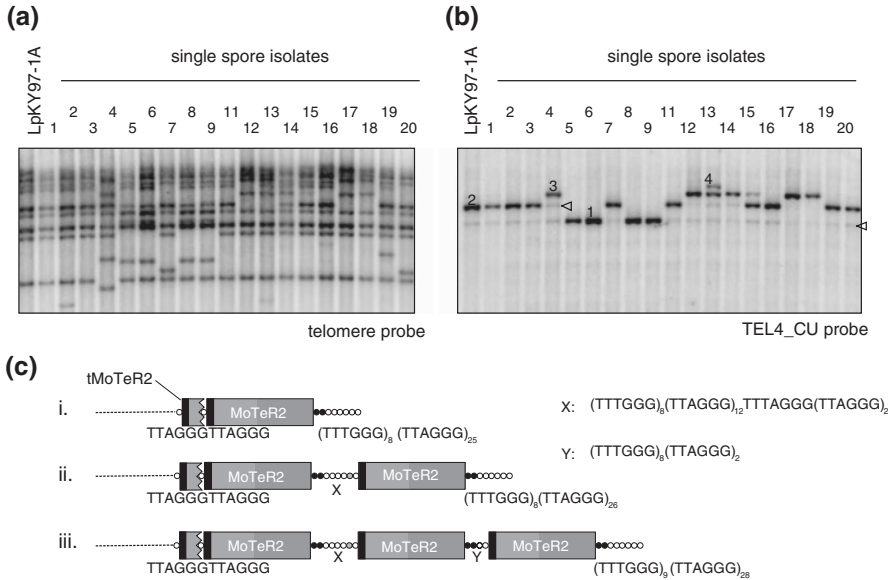 (a)
LpKY97-1A
single spore isolates
1 2 3 4 5 6 7 8 9 11 12 13 14 15 16 17 18 19 20
telomere probe
(b)
LpKY97-1A
single spore isolates
1 2 3 4 5 6 7 8 9 11 12 13 14 15 16 17 18 19 20
2 3 1 4
TEL4_CU probe
(c)
tMoTeR2
i. MoTeR2
TTAGGGTTAGGG (TTTGGG)8 (TTAGGG)25
X: (TTTGGG)8(TTAGGG)12TTTAGGG(TTAGGG)2
Y: (TTTGGG)8(TTAGGG)2
ii. MoTeR2 MoTeR2
X
TTAGGGTTAGGG (TTTGGG)8(TTAGGG)26
iii. MoTeR2 MoTeR2 MoTeR2
X Y
TTAGGGTTAGGG (TTTGGG)9(TTAGGG)28